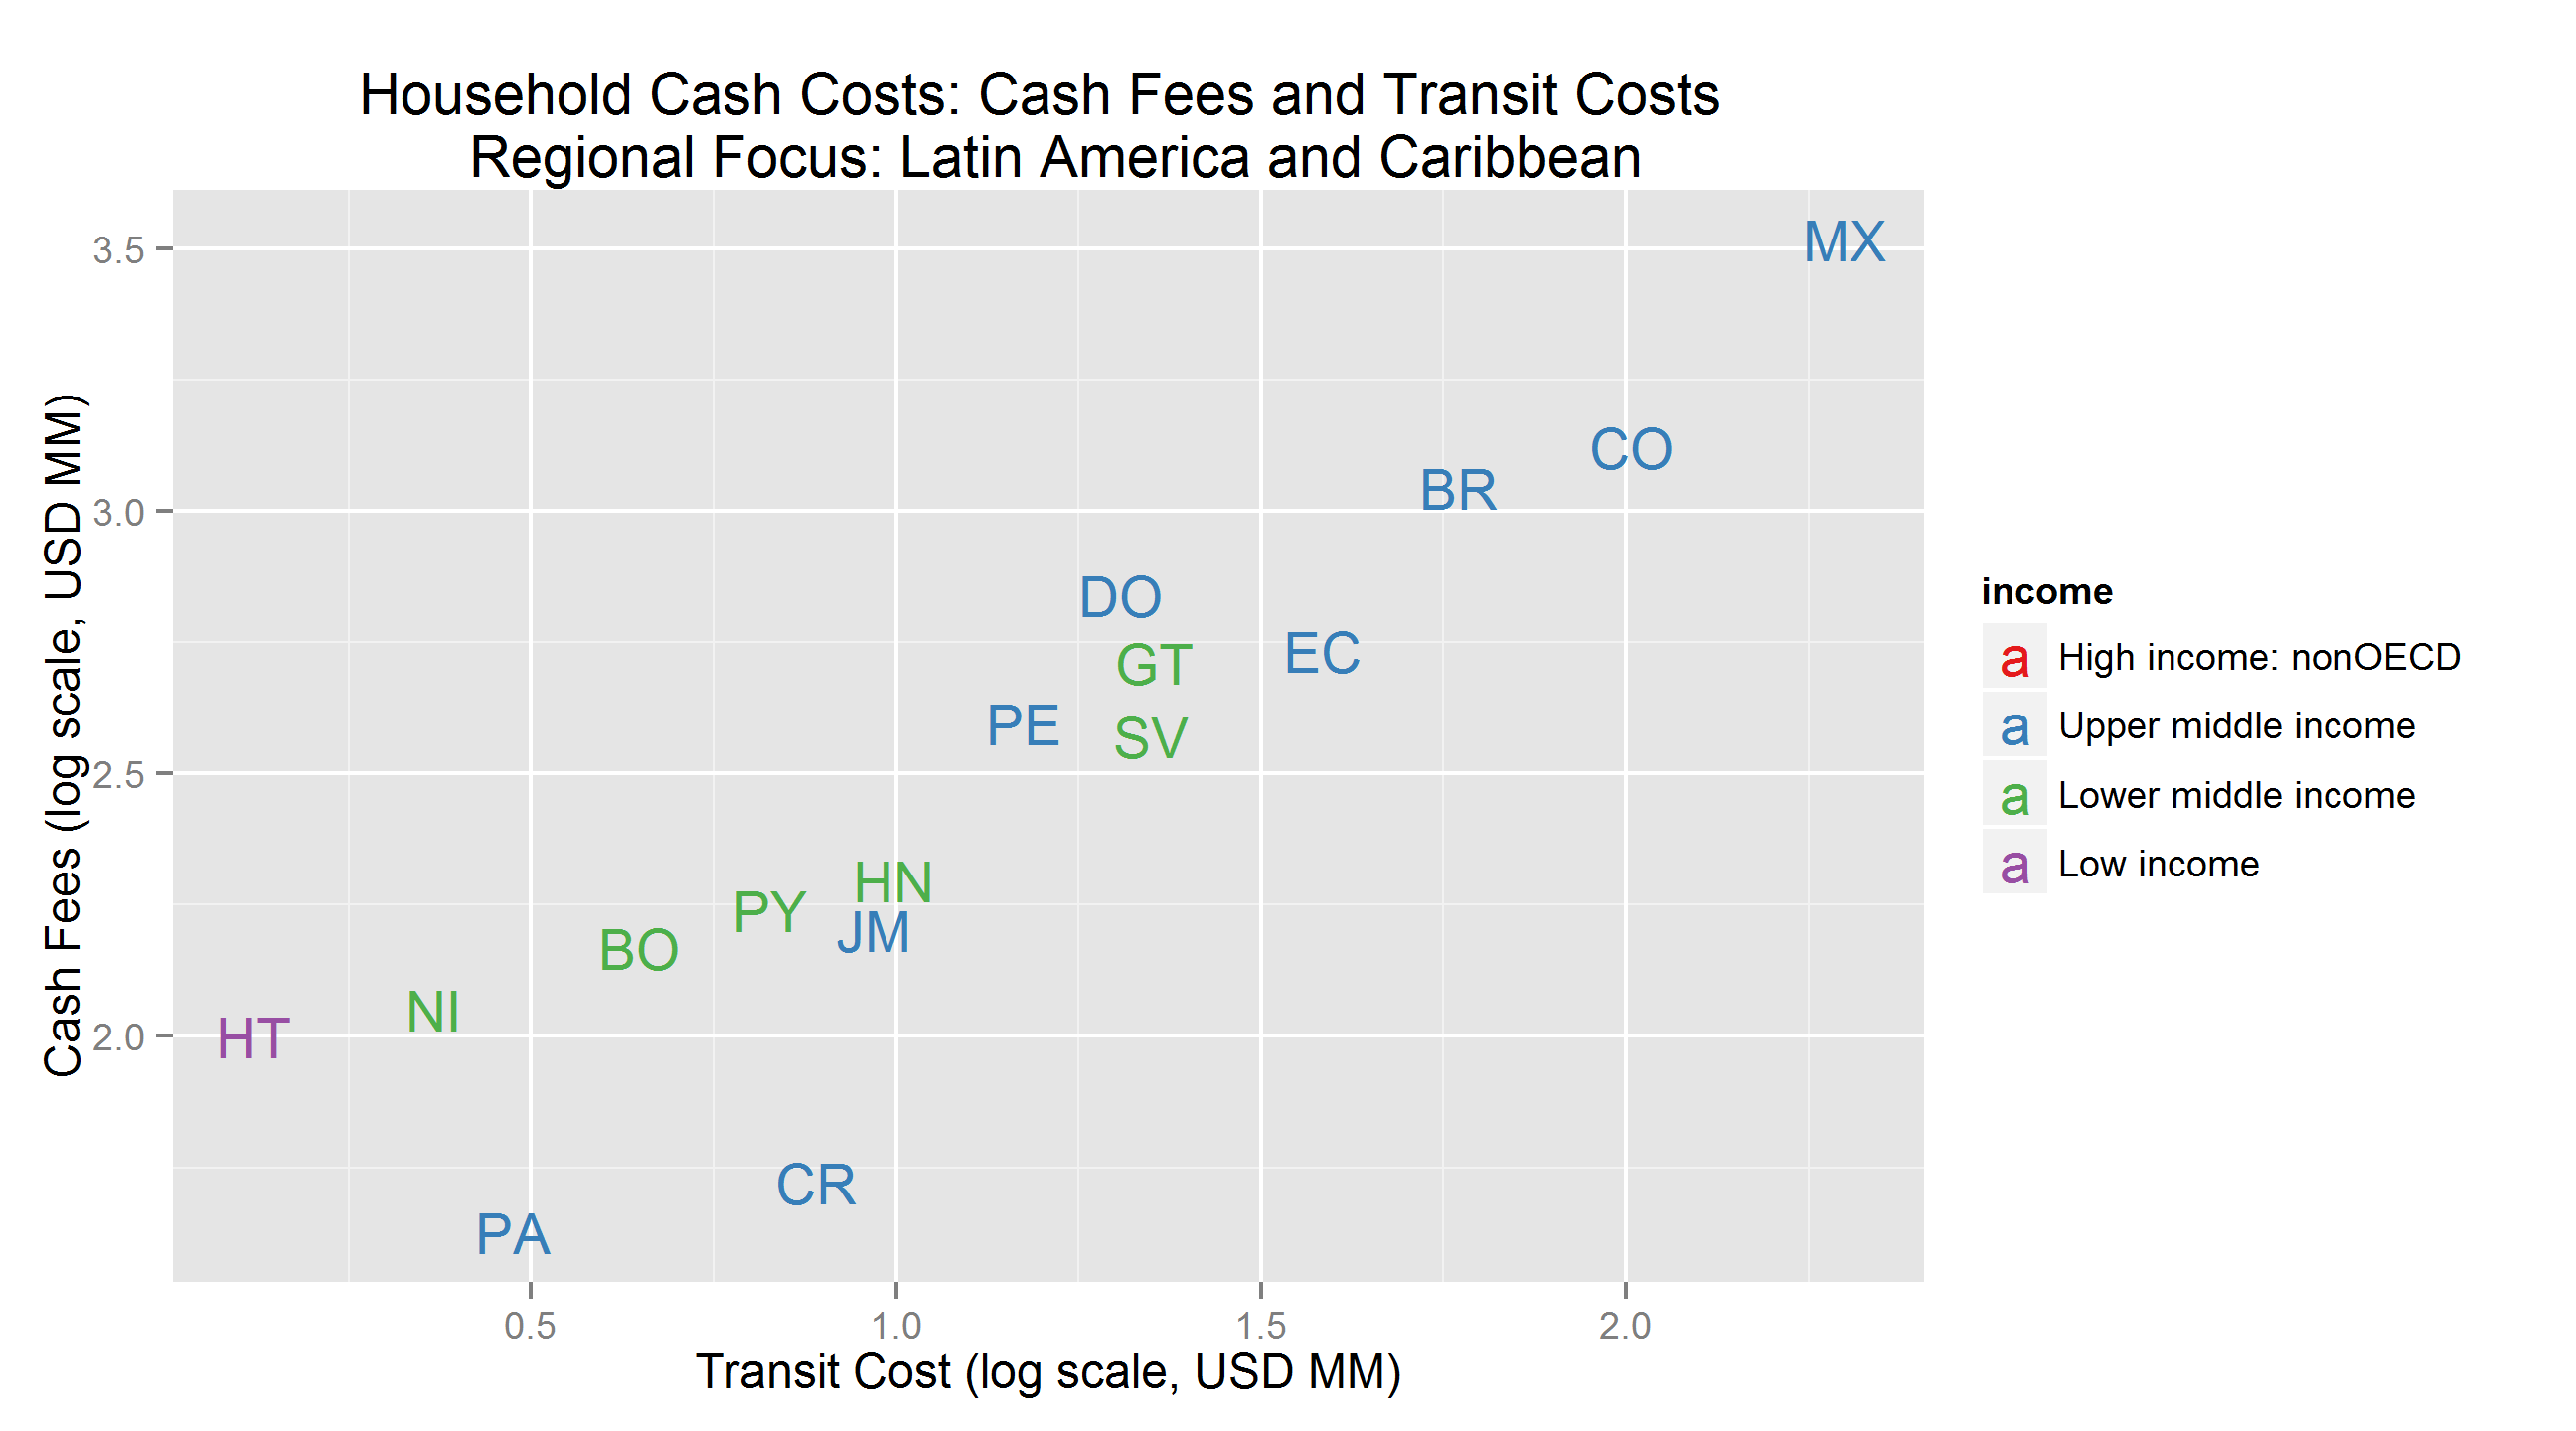 Household Cash Costs: Cash Fees and Transit Costs
Regional Focus: Latin America and Caribbean
Cash Fees (log scale, USD MM)
3.5
3.0
2.5
2.0
MX
CO
BR
DO
EC
GT
PE
SV
HN
PY
JM
BO
NI
HT
CR
PA
0.5
1.0
1.5
2.0
Transit Cost (log scale, USD MM)
income
a High income: nonOECD
a Upper middle income
a Lower middle income
a Low income